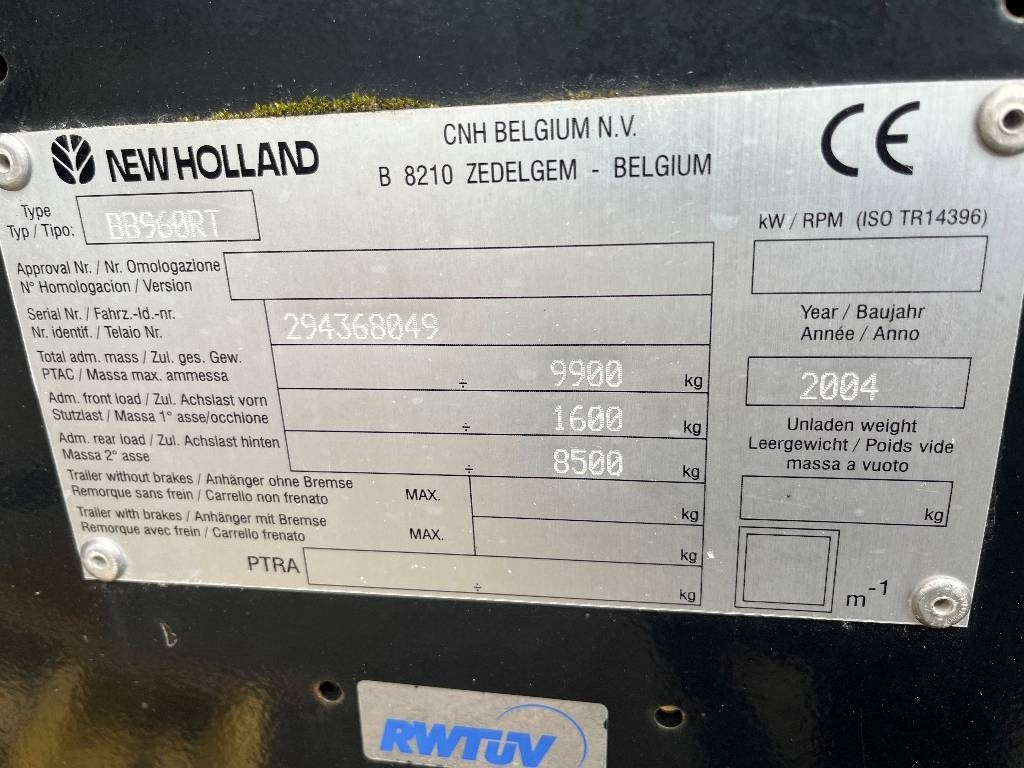 NEW HOLLAND
CNH BELGIUM N.V.
B 8210 ZEDELGEM - BELGIUM
CE
Type
Typ / Tipo:
BB960RT
Approval Nr. / Nr. Omologazione
N° Homologacion / Version
Serial Nr. / Fahrz.-Id.-nr.
Nr. identif. / Telaio Nr.
294368049
Total adm. mass / Zul. ges. Gew.
PTAC / Massa max. ammessa
÷ 9900 kg
Adm. front load / Zul. Achslast vorn
Stutzlast / Massa 1° asse/occhione
÷ 1600 kg
Adm. rear load / Zul. Achslast hinten
Massa 2° asse
÷ 8500 kg
Trailer without brakes / Anhänger ohne Bremse
Remorque sans frein / Carrello non frenato
MAX. kg
Trailer with brakes / Anhänger mit Bremse
Remorque avec frein / Carrello frenato
MAX. kg
PTRA ÷ kg
kW / RPM (ISO TR14396)
Year / Baujahr
Année / Anno
2004
Unladen weight
Leergewicht / Poids vide
massa a vuoto
kg
m-1
RWTÜV